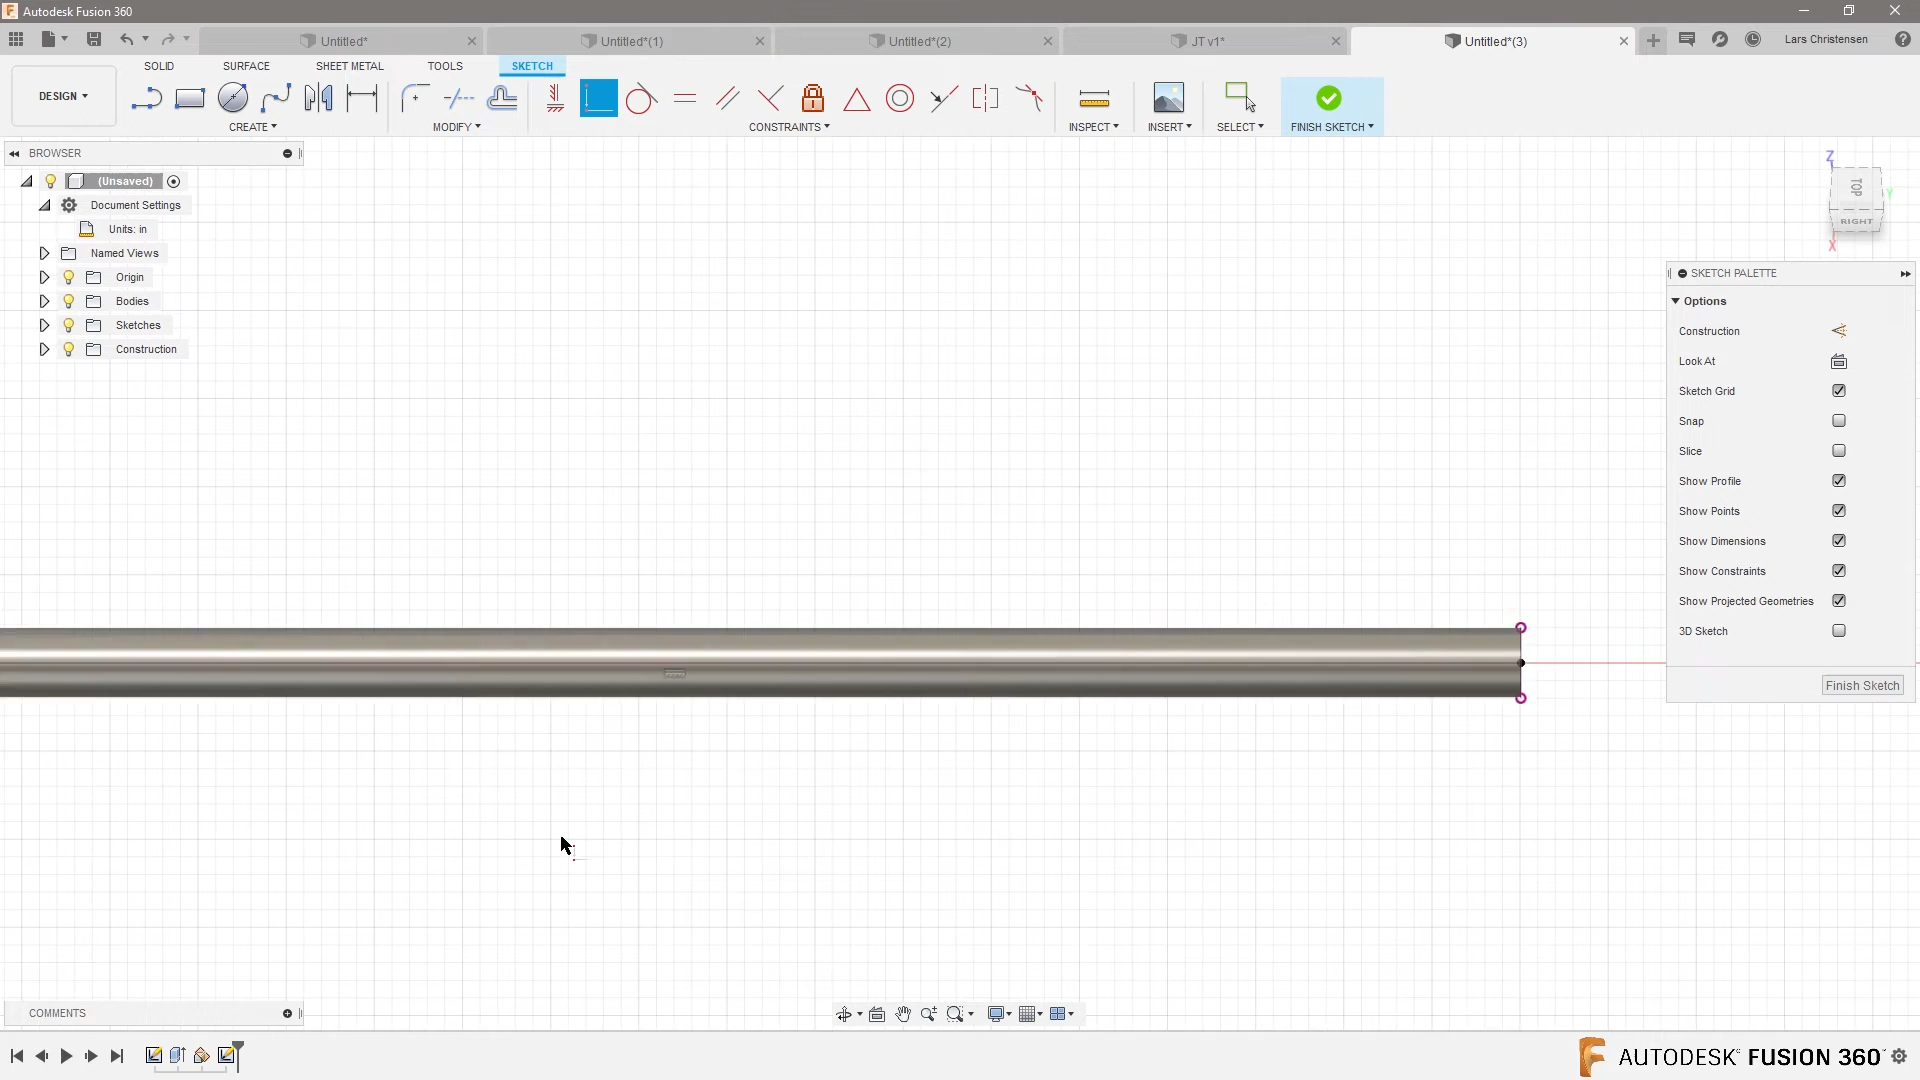 Autodesk Fusion 360
Untitled* Untitled*(1) Untitled*(2) JT v1* Untitled*(3) Lars Christensen
SOLID SURFACE SHEET METAL TOOLS SKETCH
DESIGN
CREATE MODIFY CONSTRAINTS INSPECT INSERT SELECT FINISH SKETCH
BROWSER
(Unsaved)
Document Settings
Units: in
Named Views
Origin
Bodies
Sketches
Construction
Z
TOP
Y
RIGHT
X
SKETCH PALETTE
Options
Construction
Look At
Sketch Grid
Snap
Slice
Show Profile
Show Points
Show Dimensions
Show Constraints
Show Projected Geometries
3D Sketch
Finish Sketch
COMMENTS
AUTODESK FUSION 360